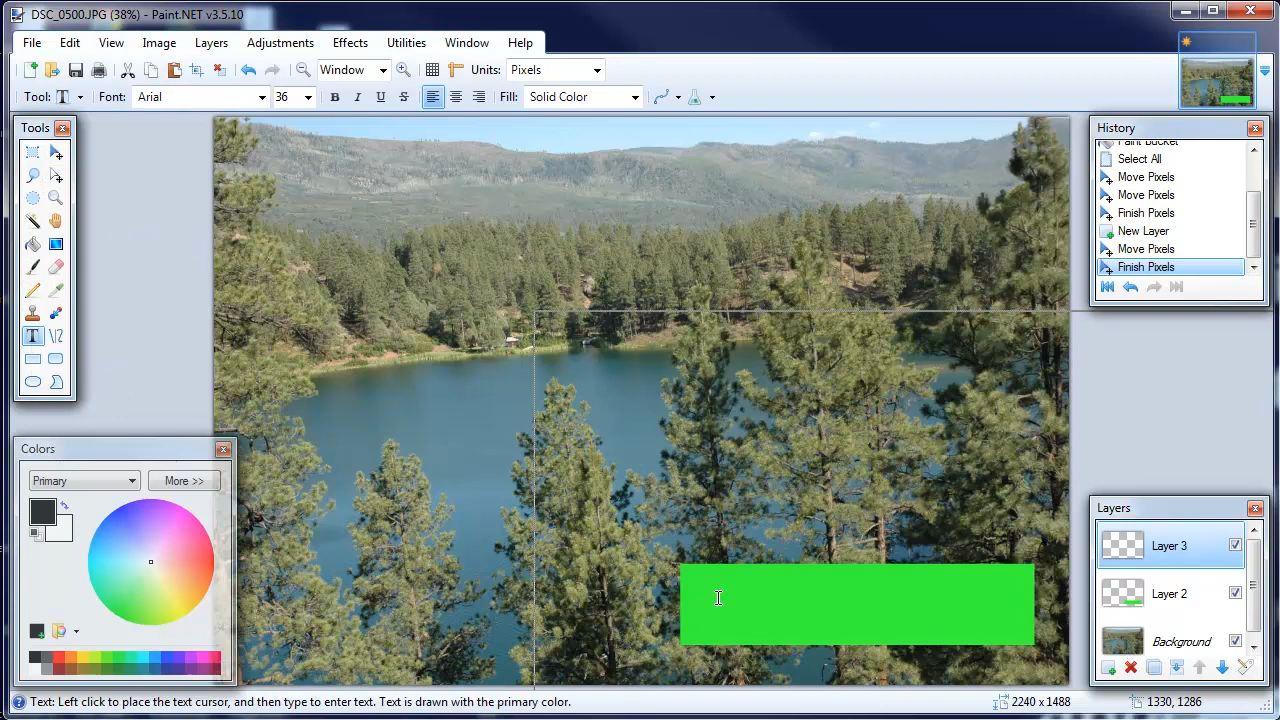 DSC_0500.JPG (38%) - Paint.NET v3.5.10
File Edit View Image Layers Adjustments Effects Utilities Window Help
Window Units: Pixels
Tool: T Font: Arial 36 B I U S Fill: Solid Color
Tools
History
Paint Bucket
Select All
Move Pixels
Move Pixels
Finish Pixels
New Layer
Move Pixels
Finish Pixels
Colors
Primary More >>
Layers
Layer 3
Layer 2
Background
Text: Left click to place the text cursor, and then type to enter text. Text is drawn with the primary color. 2240 x 1488 1330, 1286